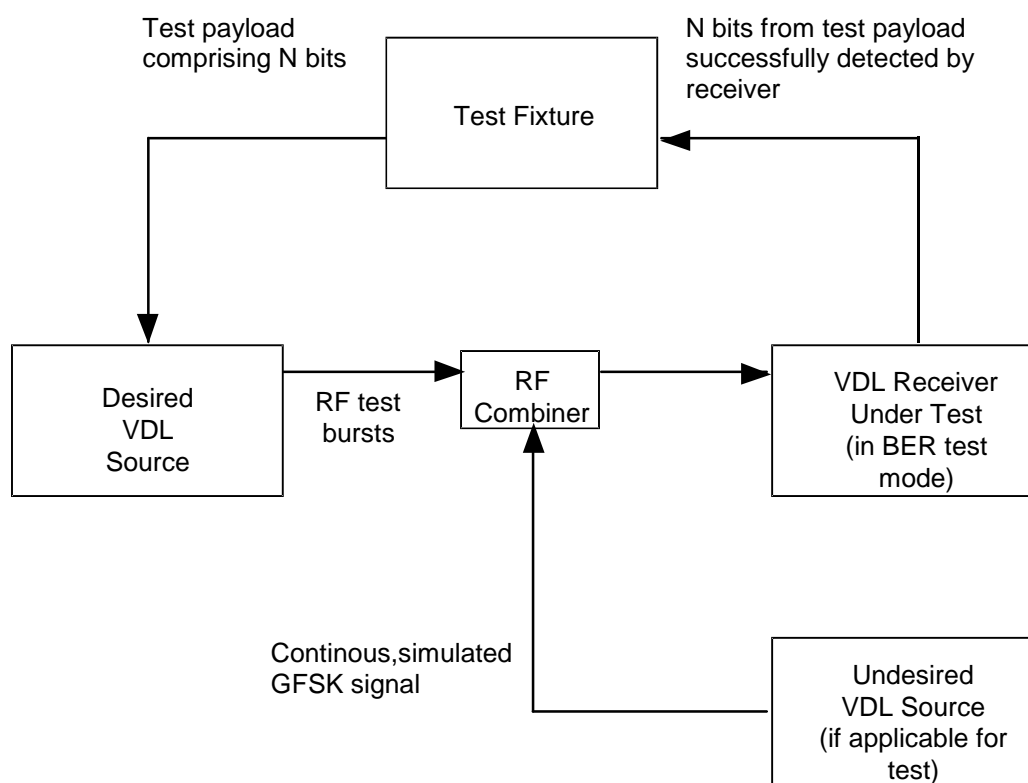 Test payload
comprising N bits
Test Fixture
N bits from test payload
successfully detected by
receiver
Desired
VDL
Source
RF test
bursts
RF
Combiner
VDL Receiver
Under Test
(in BER test
mode)
Continous,simulated
GFSK signal
Undesired
VDL Source
(if applicable for
test)